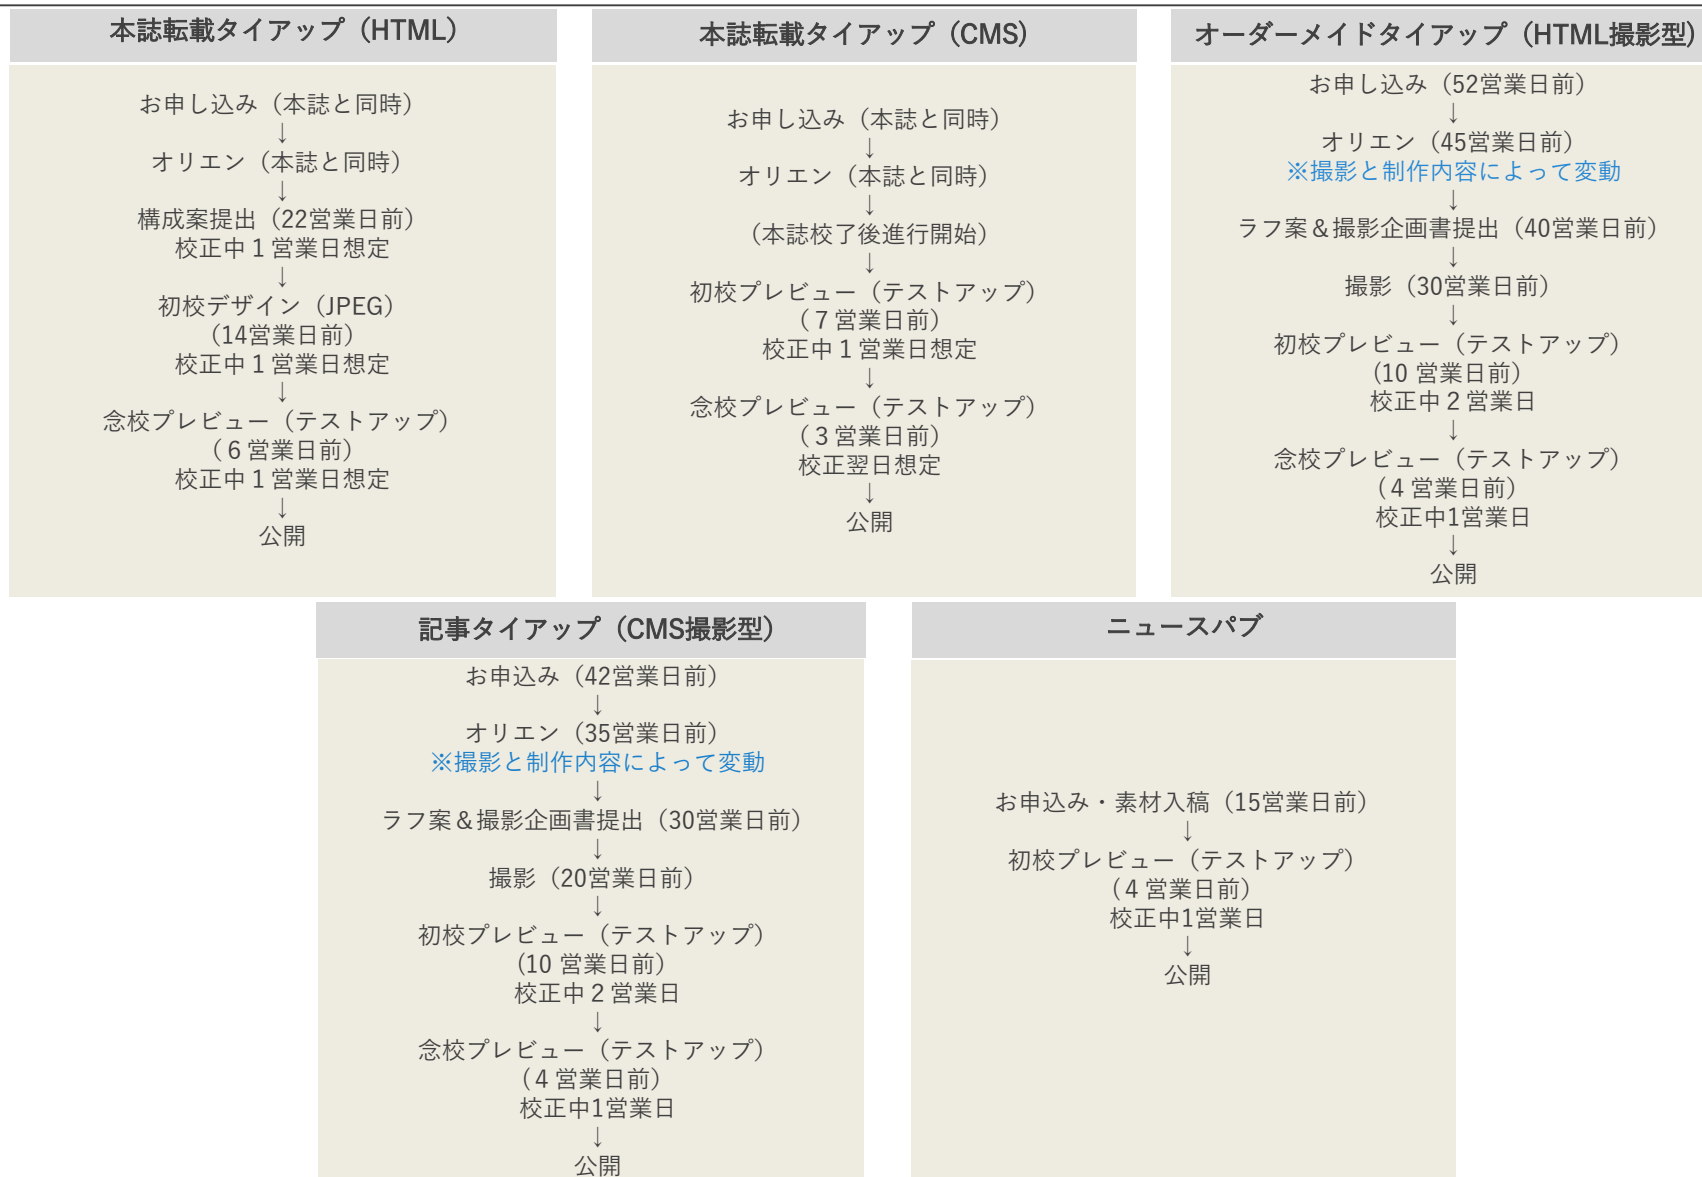 本誌転載タイアップ（HTML）
お申し込み（本誌と同時）
↓
オリエン（本誌と同時）
↓
構成案提出（22営業日前）
校正中１営業日想定
↓
初校デザイン（JPEG）
（14営業日前）
校正中１営業日想定
↓
念校プレビュー（テストアップ）
（６営業日前）
校正中１営業日想定
↓
公開
本誌転載タイアップ（CMS）
お申し込み（本誌と同時）
↓
オリエン（本誌と同時）
↓
（本誌校了後進行開始）
↓
初校プレビュー（テストアップ）
（７営業日前）
校正中１営業日想定
↓
念校プレビュー（テストアップ）
（３営業日前）
校正翌日想定
↓
公開
オーダーメイドタイアップ（HTML撮影型）
お申し込み（52営業日前）
↓
オリエン（45営業日前）
※撮影と制作内容によって変動
↓
ラフ案＆撮影企画書提出（40営業日前）
↓
撮影（30営業日前）
↓
初校プレビュー（テストアップ）
（10 営業日前）
校正中２営業日
↓
念校プレビュー（テストアップ）
（４営業日前）
校正中1営業日
↓
公開
記事タイアップ（CMS撮影型）
お申込み（42営業日前）
↓
オリエン（35営業日前）
※撮影と制作内容によって変動
↓
ラフ案＆撮影企画書提出（30営業日前）
↓
撮影（20営業日前）
↓
初校プレビュー（テストアップ）
（10 営業日前）
校正中２営業日
↓
念校プレビュー（テストアップ）
（４営業日前）
校正中1営業日
↓
公開
ニュースパブ
お申込み・素材入稿（15営業日前）
↓
初校プレビュー（テストアップ）
（４営業日前）
校正中1営業日
↓
公開